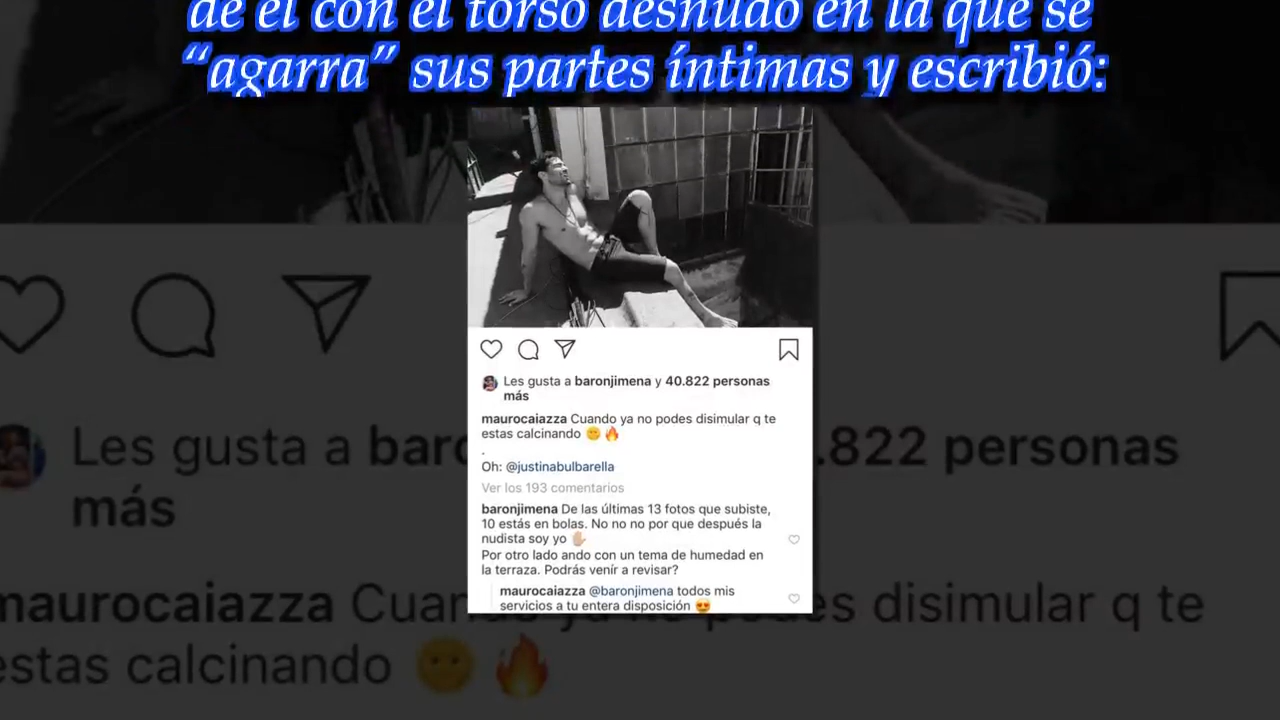 de él con el torso desnudo en la que se
“agarra” sus partes íntimas y escribió:
Les gusta a baronjimena y 40.822 personas
más
maurocaiazza Cuando ya no podes disimular q te
estas calcinando 🌞🔥
.
Oh: @justinabulbarella
Ver los 193 comentarios
baronjimena De las últimas 13 fotos que subiste,
10 estás en bolas. No no no por que después la
nudista soy yo ✋🏼
Por otro lado ando con un tema de humedad en
la terraza. Podrás venír a revisar?
maurocaiazza @baronjimena todos mis
servicios a tu entera disposición 😍
Les gusta a bar
.822 personas
más
maurocaiazza Cuan
es disimular q te
estas calcinando 🌞🔥